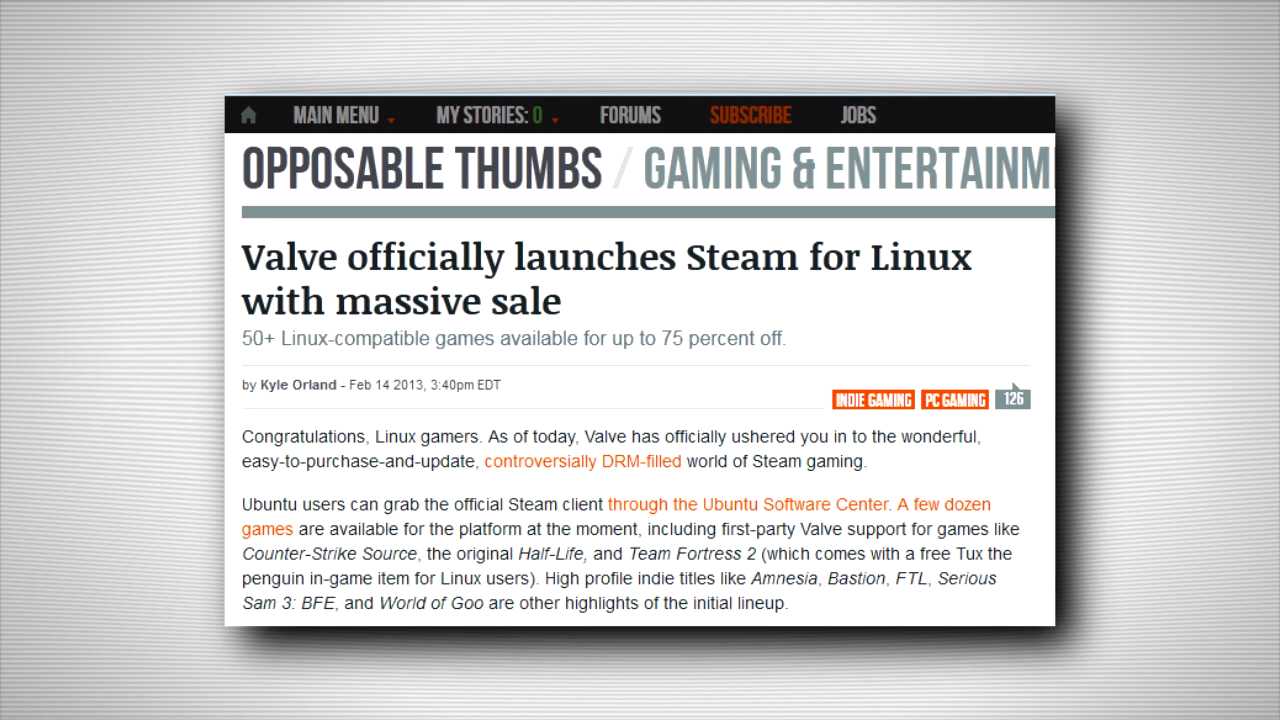 MAIN MENU MY STORIES: 0 FORUMS SUBSCRIBE JOBS
OPPOSABLE THUMBS / GAMING & ENTERTAINM
Valve officially launches Steam for Linux
with massive sale
50+ Linux-compatible games available for up to 75 percent off.
by Kyle Orland - Feb 14 2013, 3:40pm EDT
INDIE GAMING PC GAMING 126
Congratulations, Linux gamers. As of today, Valve has officially ushered you in to the wonderful,
easy-to-purchase-and-update, controversially DRM-filled world of Steam gaming.
Ubuntu users can grab the official Steam client through the Ubuntu Software Center. A few dozen
games are available for the platform at the moment, including first-party Valve support for games like
Counter-Strike Source, the original Half-Life, and Team Fortress 2 (which comes with a free Tux the
penguin in-game item for Linux users). High profile indie titles like Amnesia, Bastion, FTL, Serious
Sam 3: BFE, and World of Goo are other highlights of the initial lineup.